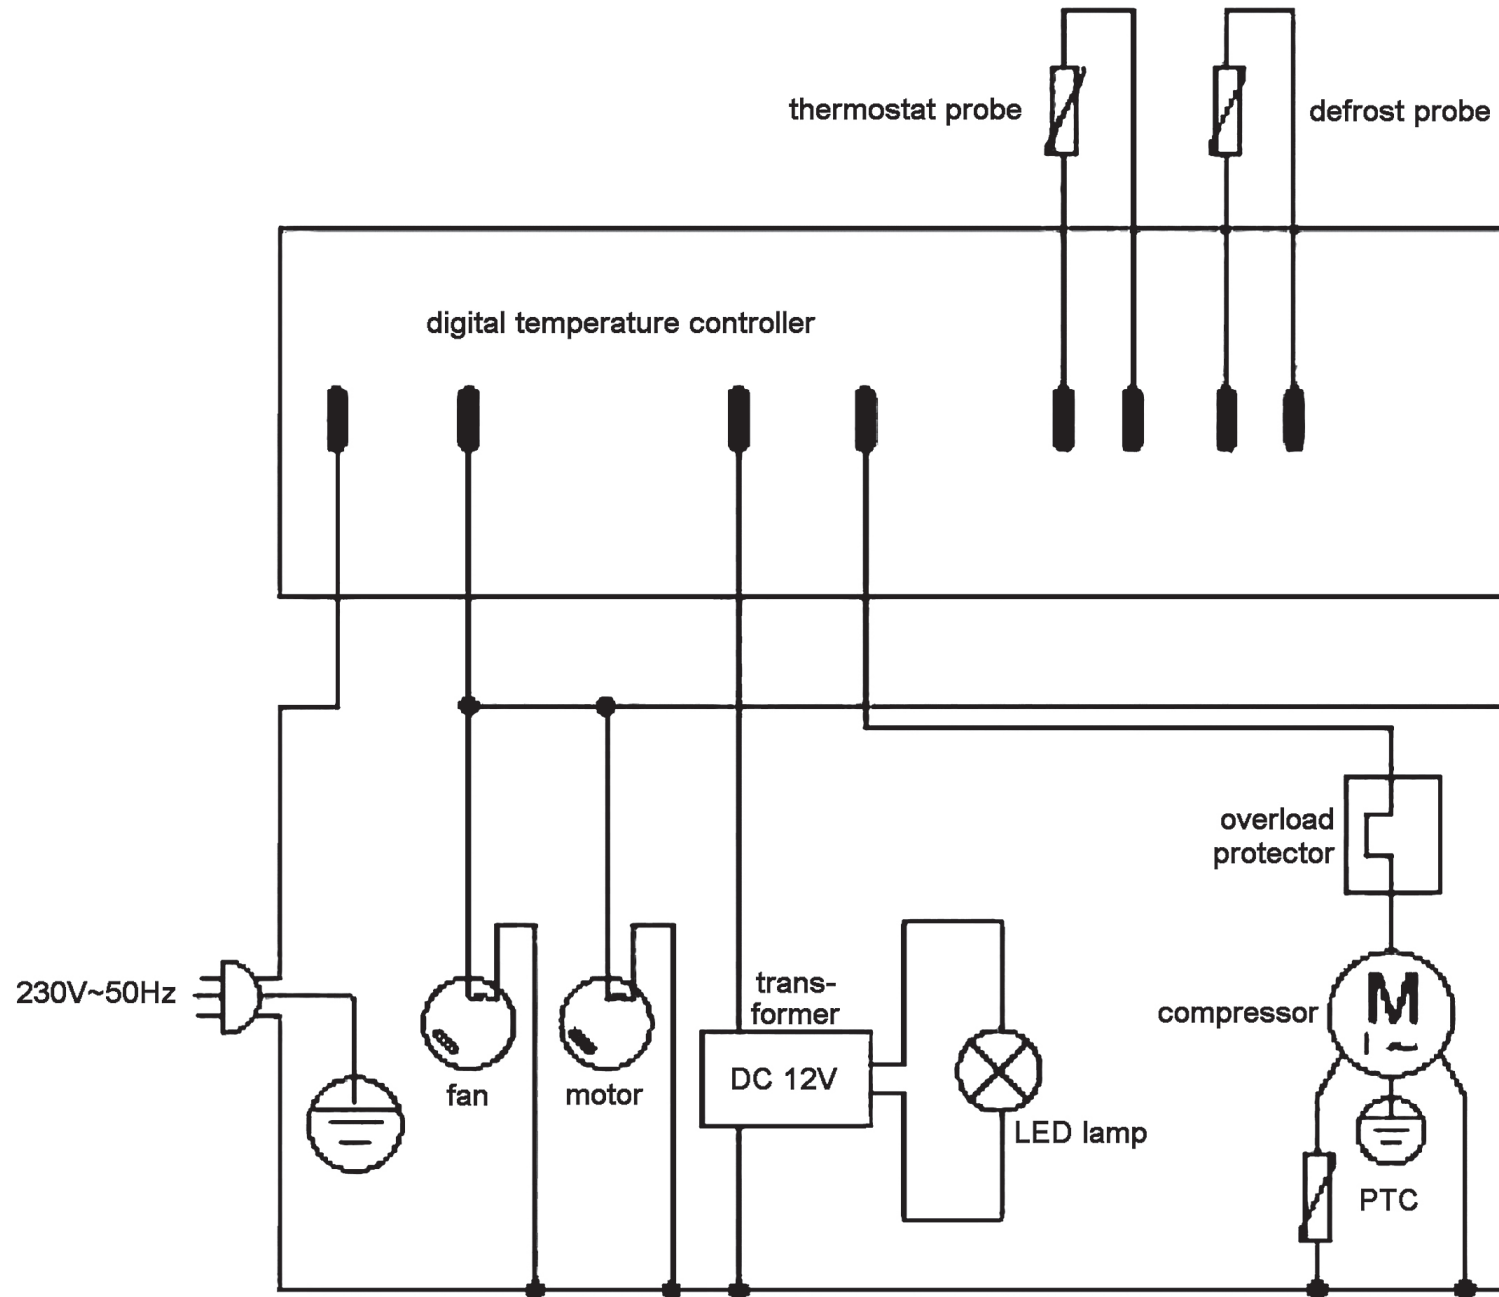 thermostat probe
defrost probe
digital temperature controller
overload
protector
230V~50Hz
trans-
former
compressor
M
1~
DC 12V
fan
motor
LED lamp
PTC